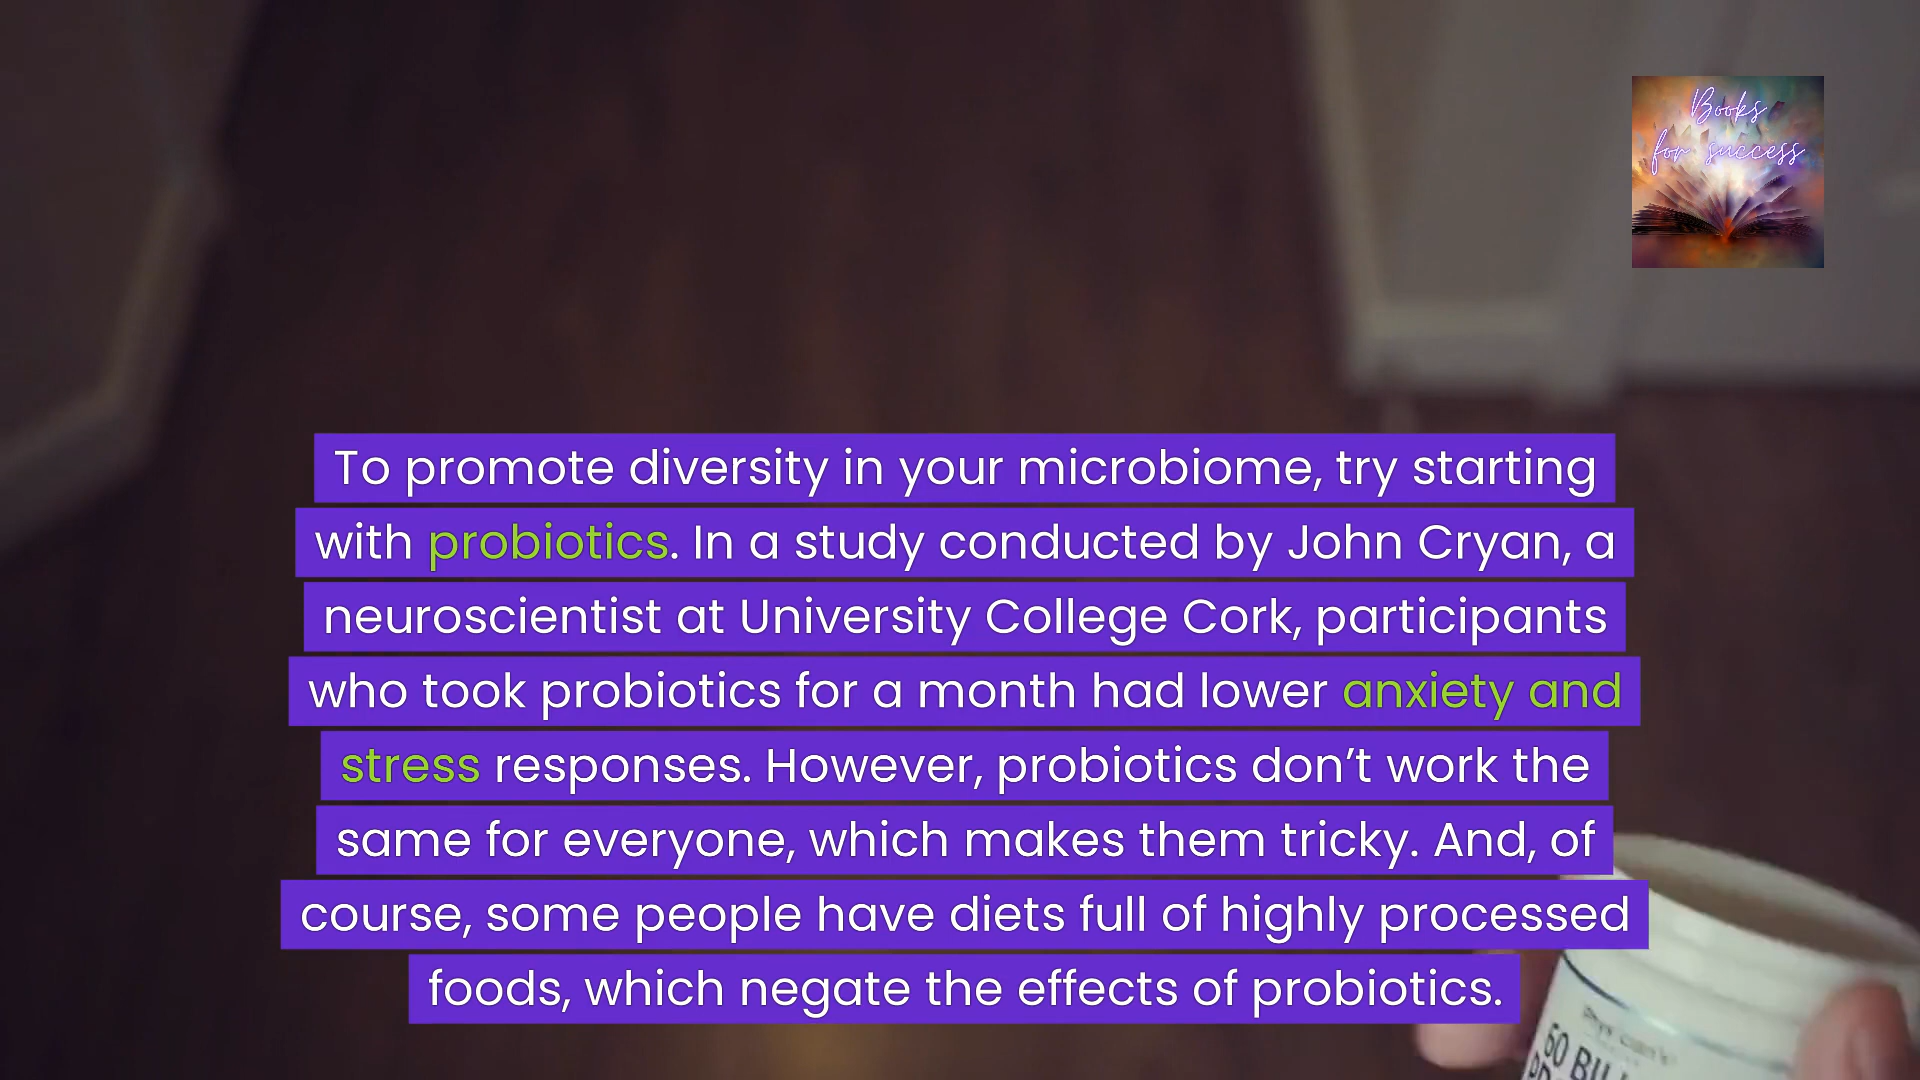 Books
for success
To promote diversity in your microbiome, try starting
with probiotics. In a study conducted by John Cryan, a
neuroscientist at University College Cork, participants
who took probiotics for a month had lower anxiety and
stress responses. However, probiotics don’t work the
same for everyone, which makes them tricky. And, of
course, some people have diets full of highly processed
foods, which negate the effects of probiotics.
60